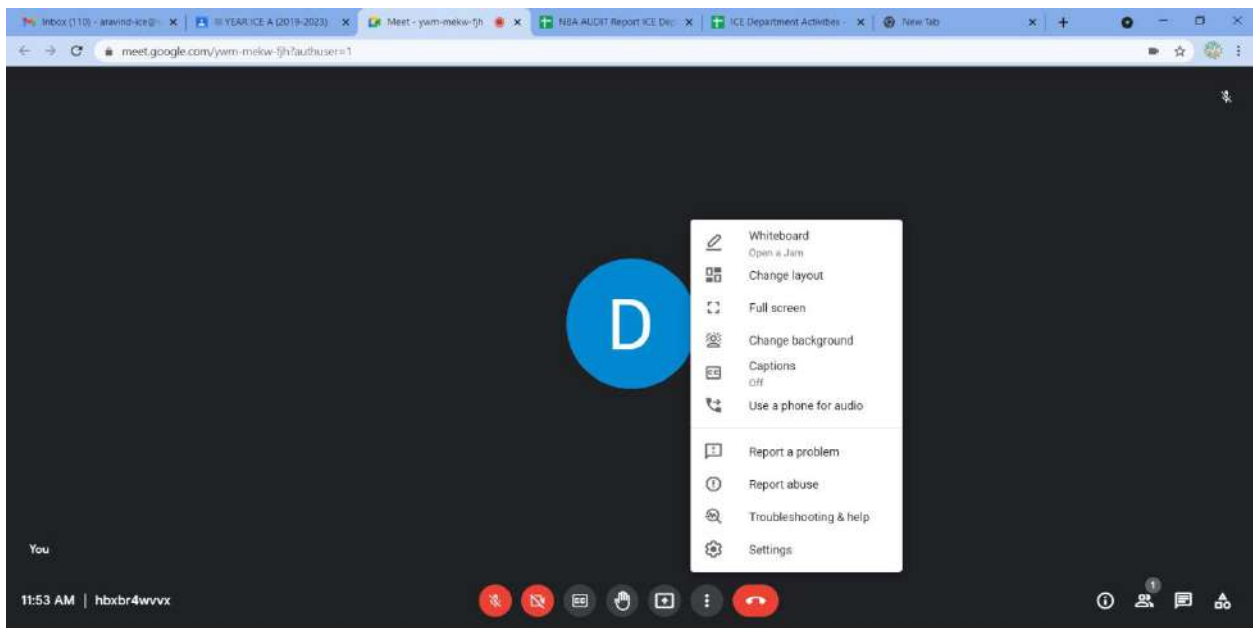 Inbox (110) - aravind-ice@
III YEAR ICE A (2019-2023)
Meet - ywm-mekw-fjh
NBA AUDIT Report ICE Dep
ICE Department Activities -
New Tab
meet.google.com/ywm-mekw-fjh?authuser=1
D
Whiteboard
Open a Jam
Change layout
Full screen
Change background
Captions
Off
Use a phone for audio
Report a problem
Report abuse
Troubleshooting & help
Settings
You
11:53 AM | hbxbr4wvvx
1